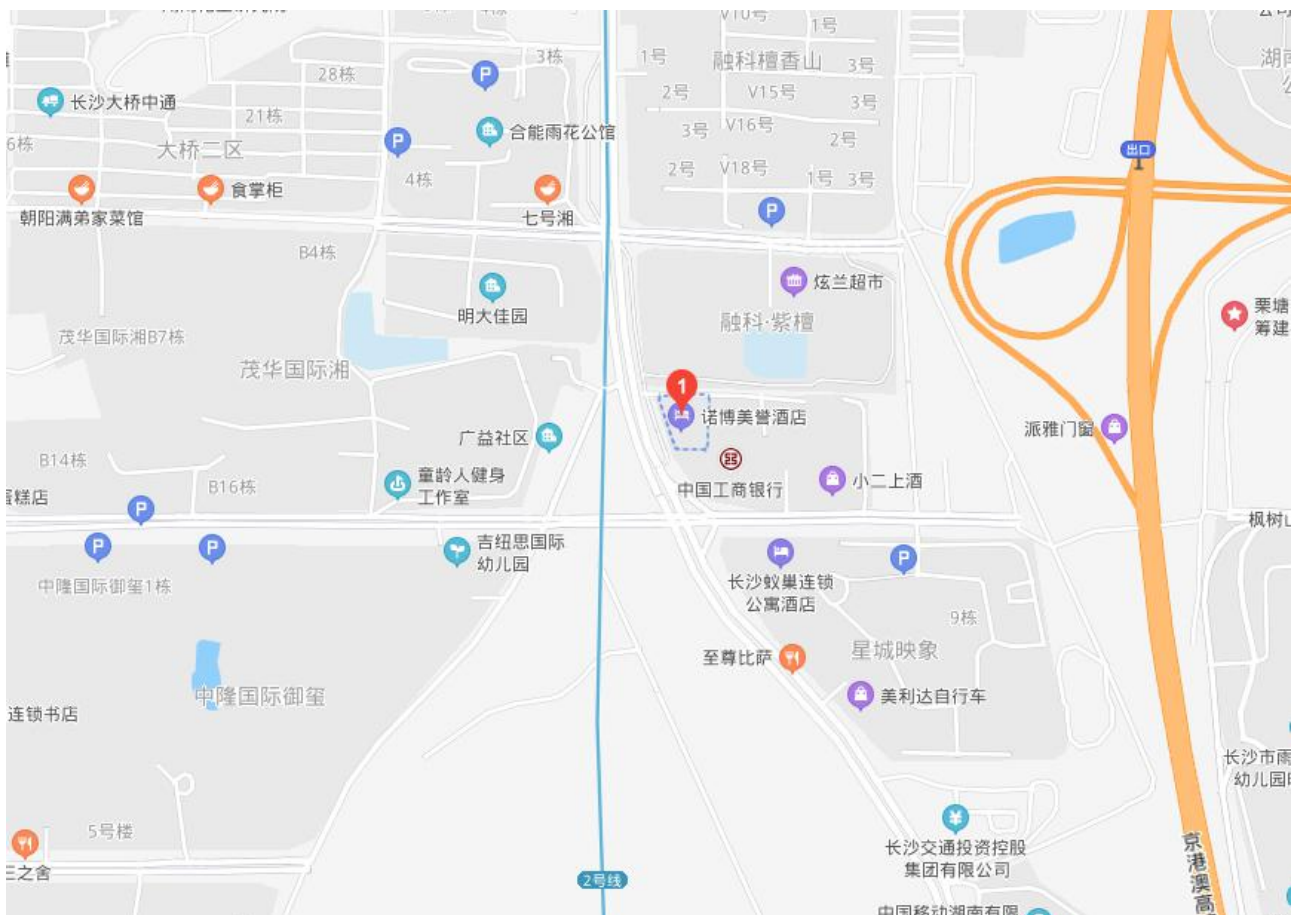 3栋
V10号
1号
1号
融科檀香山
3号
28栋
2号
V15号
3号
长沙大桥中通
21栋
合能雨花公馆
3号
V16号
2号
大桥二区
出口
4栋
2号
V18号
1号
3号
食掌柜
朝阳满弟家菜馆
七号湘
B4栋
炫兰超市
明大佳园
融科·紫檀
栗塘
筹建
茂华国际湘B7栋
茂华国际湘
1
诺博美誉酒店
派雅门窗
广益社区
B14栋
童龄人健身
工作室
中国工商银行
小二上酒
B16栋
蛋糕店
枫树山
吉纽思国际
幼儿园
长沙蚁巢连锁
公寓酒店
中隆国际御玺1栋
9栋
至尊比萨
星城映象
中隆国际御玺
美利达自行车
连锁书店
长沙市雨
幼儿园
5号楼
长沙交通投资控股
集团有限公司
三之舍
2号线
京港澳高
中国移动湖南有限
P
P
P
P
P
P
P